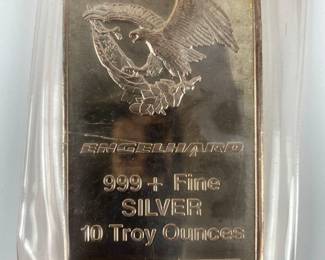 ENGELHARD
999 + Fine
SILVER
10 Troy Ounces